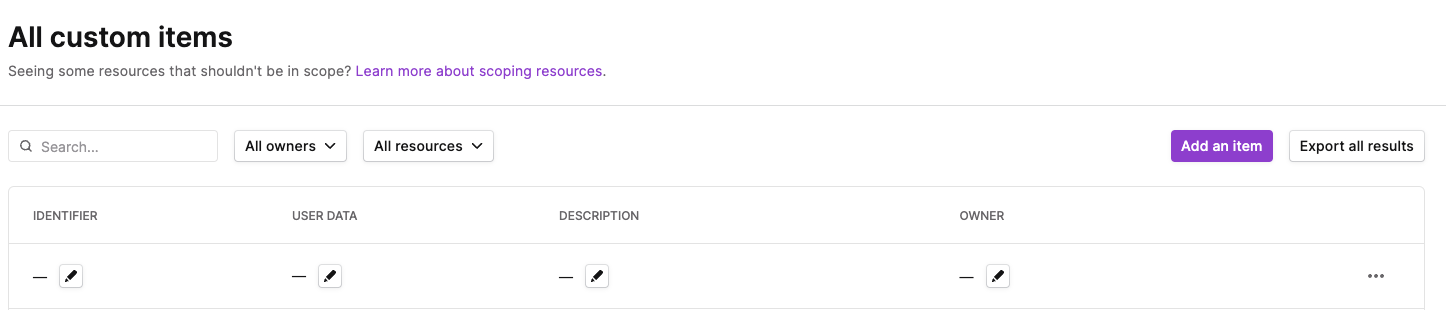 All custom items
Seeing some resources that shouldn't be in scope? Learn more about scoping resources.
Search...
All owners
All resources
Add an item
Export all results
IDENTIFIER USER DATA DESCRIPTION OWNER
— — — —